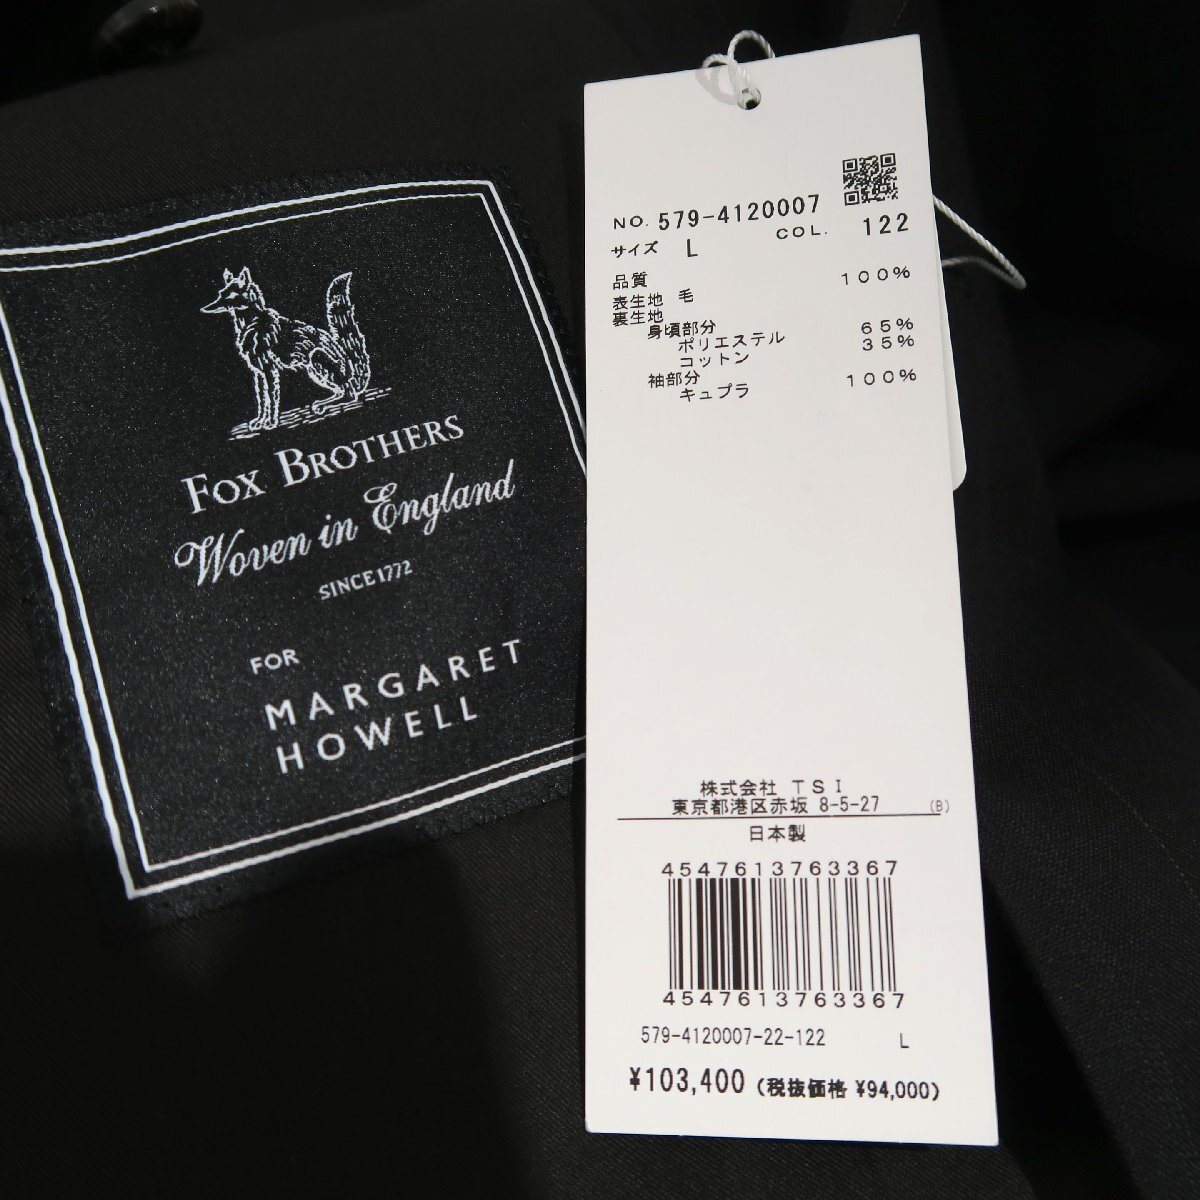 FOX BROTHERS
Woven in England
SINCE 1772
FOR
MARGARET
HOWELL
NO. 579-4120007
サイズ L COL. 122
品質
表生地 毛 100%
裏生地
身頃部分
ポリエステル 65%
コットン 35%
袖部分
キュプラ 100%
株式会社 TSI
東京都港区赤坂 8-5-27 (B)
日本製
4547613763367
4547613763367
579-4120007-22-122 L
¥103,400 (税抜価格 ¥94,000)